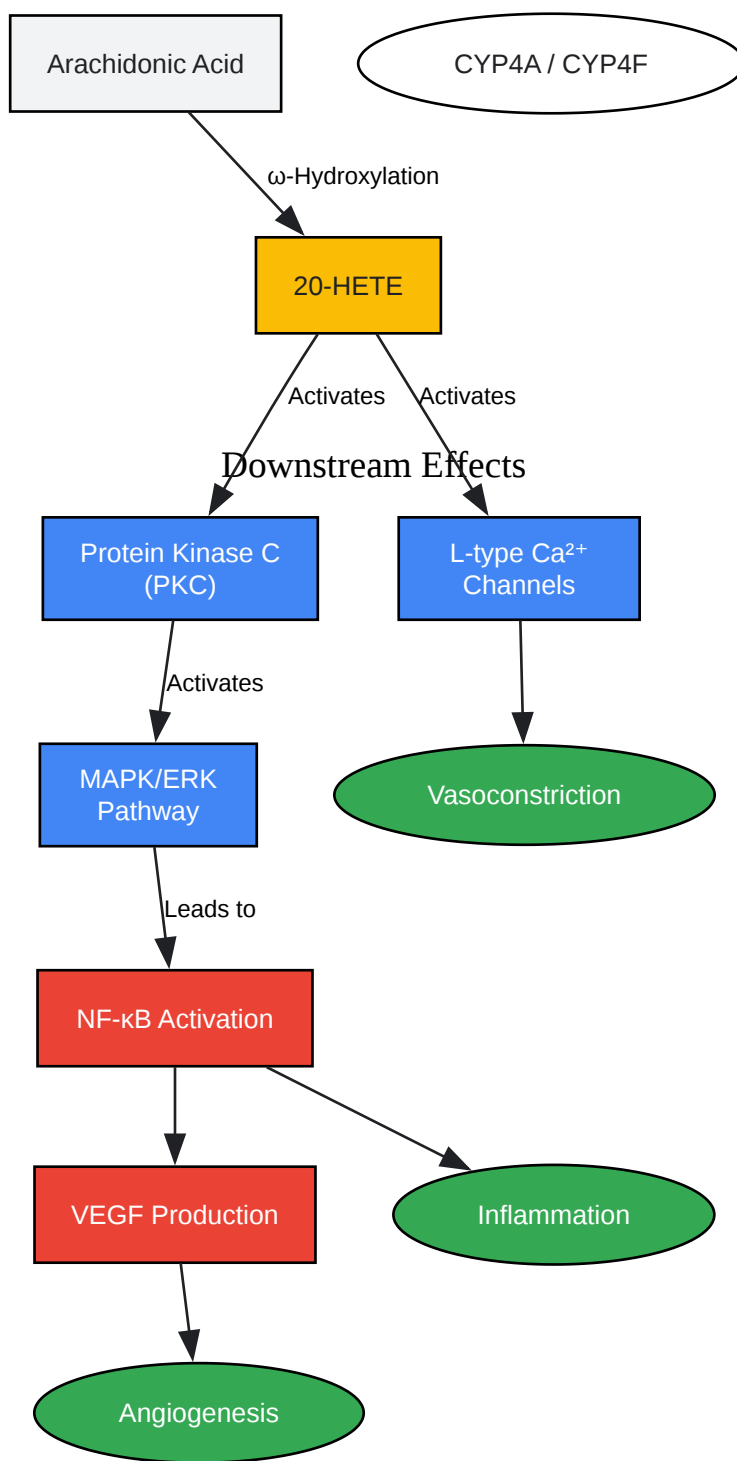 Arachidonic Acid
CYP4A / CYP4F
ω-Hydroxylation
20-HETE
Activates
Activates
Downstream Effects
Protein Kinase C
(PKC)
L-type Ca²⁺
Channels
Activates
MAPK/ERK
Pathway
Vasoconstriction
Leads to
NF-κB Activation
VEGF Production
Inflammation
Angiogenesis